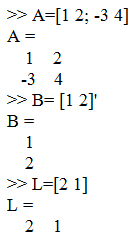 >> A=[1 2; -3 4]
A =
1 2
-3 4
>> B= [1 2]'
B =
1
2
>> L=[2 1]
L =
2 1